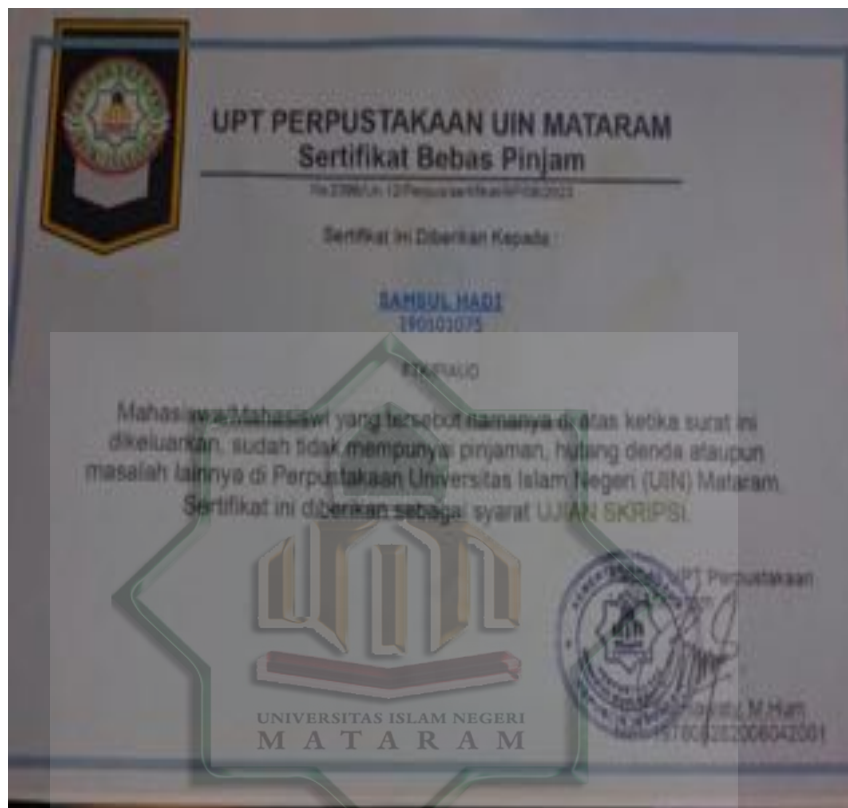 UPT PERPUSTAKAAN UIN MATARAM
Sertifikat Bebas Pinjam
Sertifikat Ini Diberikan Kepada :
SAMSUL HADI
190101075
Mahasiswa/Mahasiswi yang tersebut namanya di atas ketika surat ini
dikeluarkan, sudah tidak mempunyai pinjaman, hutang denda ataupun
masalah lainnya di Perpustakaan Universitas Islam Negeri (UIN) Mataram.
Sertifikat ini diberikan sebagai syarat UJIAN SKRIPSI.
UPT Perpustakaan
M.Hum
UNIVERSITAS ISLAM NEGERI
MATARAM